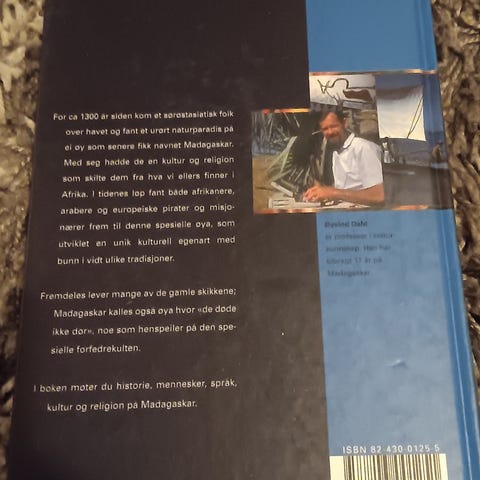 For ca 1300 år siden kom et sørøstasiatisk folk
over havet og fant et urørt naturparadis på
ei øy som senere fikk navnet Madagaskar.
Med seg hadde de en kultur og religion
som skilte dem fra hva vi ellers finner i
Afrika. I tidenes løp fant både afrikanere,
arabere og europeiske pirater og misjo-
nærer frem til denne spesielle øya, som
utviklet en unik kulturell egenart med
bunn i vidt ulike tradisjoner.
Fremdeles lever mange av de gamle skikkene;
Madagaskar kalles også øya hvor «de døde
ikke dør», noe som henspeiler på den spe-
sielle forfedrekulten.
I boken møter du historie, mennesker, språk,
kultur og religion på Madagaskar.
Øyvind Dahl
er professor i
Han har
tilbragt 17 år på
Madagaskar.
ISBN 82 430 0125 5